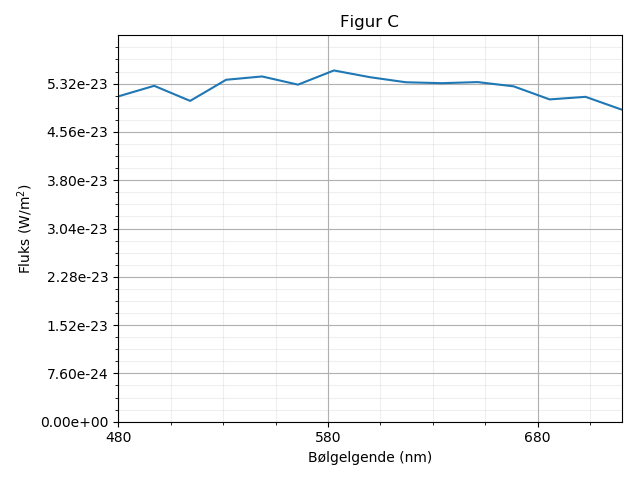 Figur C
Fluks (W/m²)
5.32e-23
4.56e-23
3.80e-23
3.04e-23
2.28e-23
1.52e-23
7.60e-24
0.00e+00
480 580 680
Bølgelgende (nm)